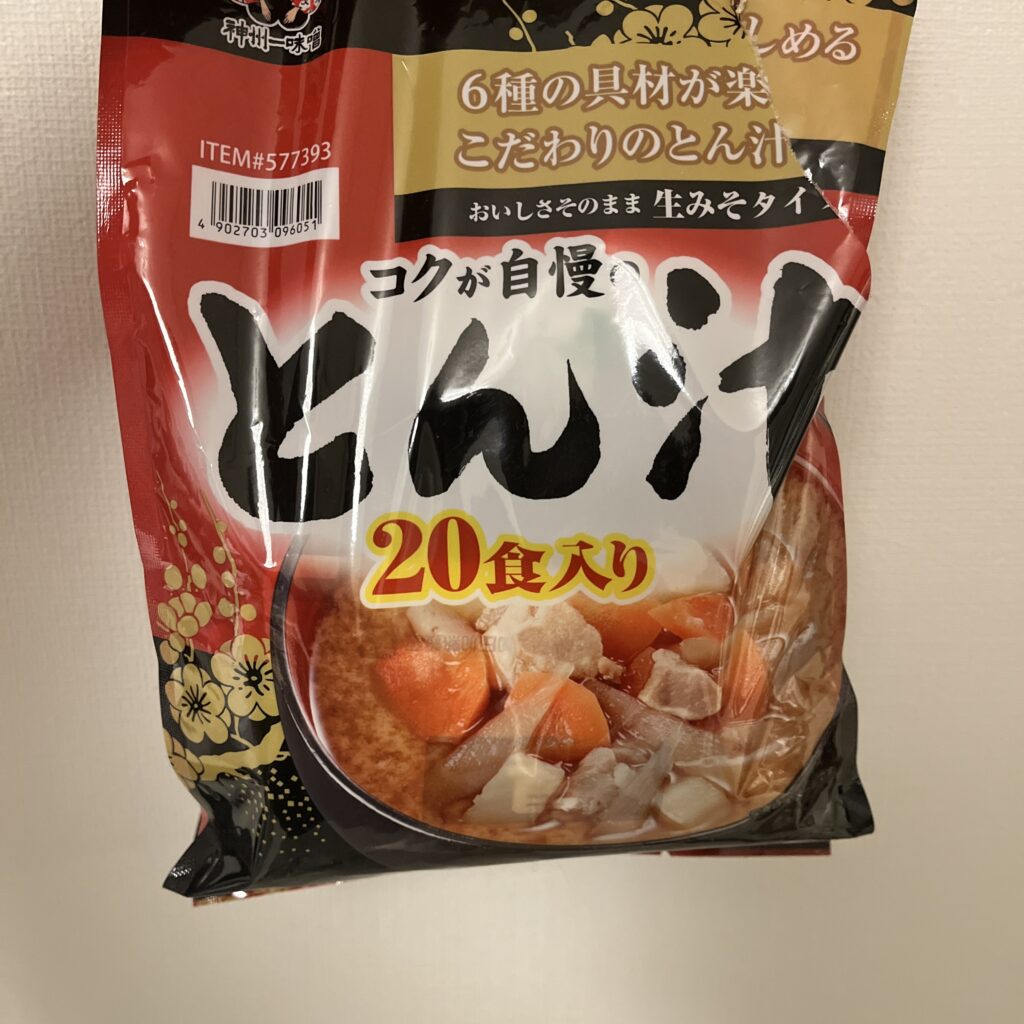 神州一味噌
しめる
6種の具材が楽
こだわりのとん汁
ITEM#577393
4 902703 096051
おいしさそのまま 生みそタイ
コクが自慢の
とん汁
20食入り